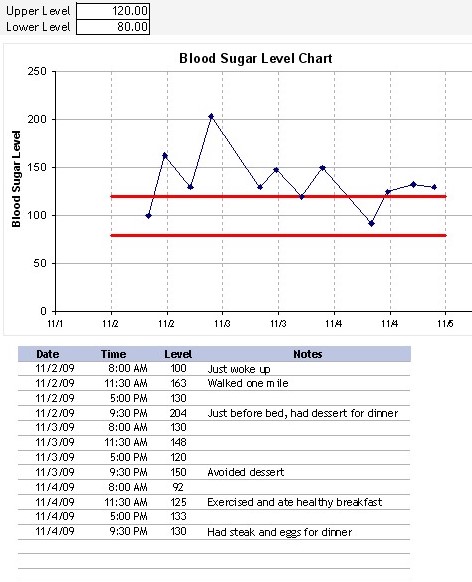 Upper Level 120.00
Lower Level 80.00
Blood Sugar Level Chart
Blood Sugar Level
250
200
150
100
50
0
11/1 11/2 11/2 11/3 11/3 11/4 11/4 11/5
Date Time Level Notes
11/2/09 8:00 AM 100 Just woke up
11/2/09 11:30 AM 163 Walked one mile
11/2/09 5:00 PM 130
11/2/09 9:30 PM 204 Just before bed, had dessert for dinner
11/3/09 8:00 AM 130
11/3/09 11:30 AM 148
11/3/09 5:00 PM 120
11/3/09 9:30 PM 150 Avoided dessert
11/4/09 8:00 AM 92
11/4/09 11:30 AM 125 Exercised and ate healthy breakfast
11/4/09 5:00 PM 133
11/4/09 9:30 PM 130 Had steak and eggs for dinner